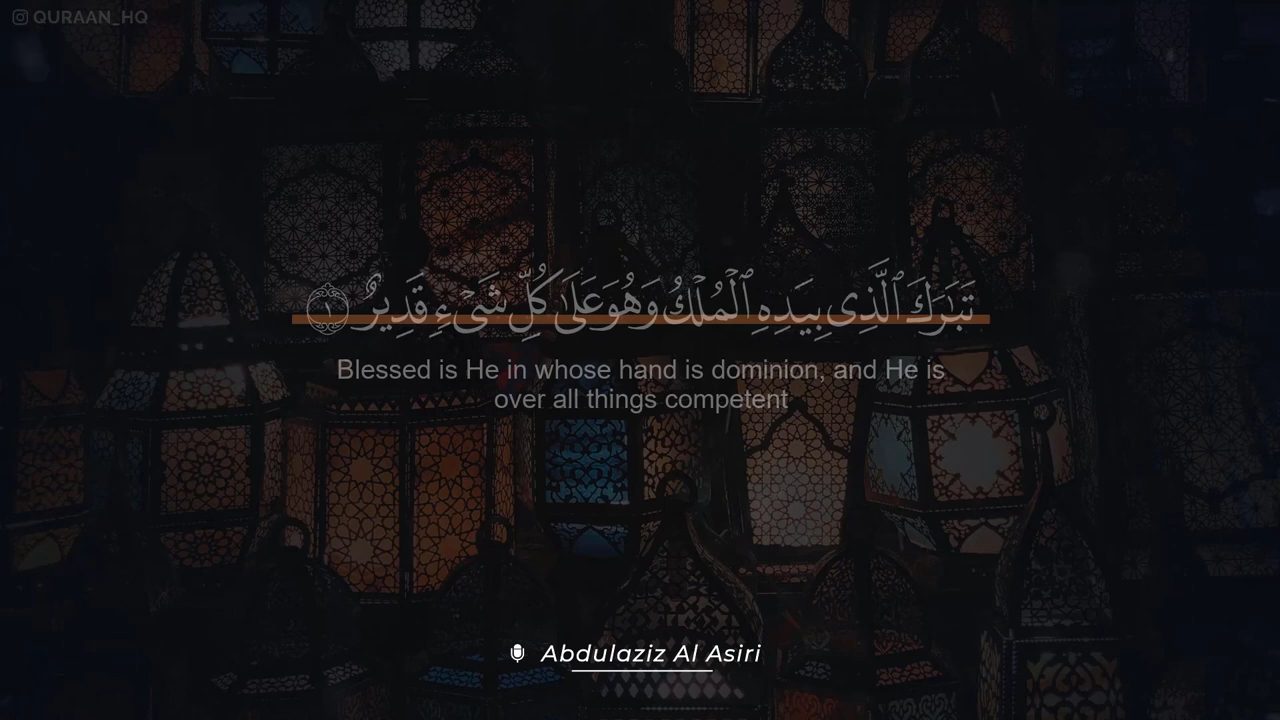 QURAAN_HQ
تَبَٰرَكَ ٱلَّذِى بِيَدِهِ ٱلْمُلْكُ وَهُوَ عَلَىٰ كُلِّ شَىْءٍ قَدِيرٌ ١
Blessed is He in whose hand is dominion, and He is
over all things competent
Abdulaziz Al Asiri